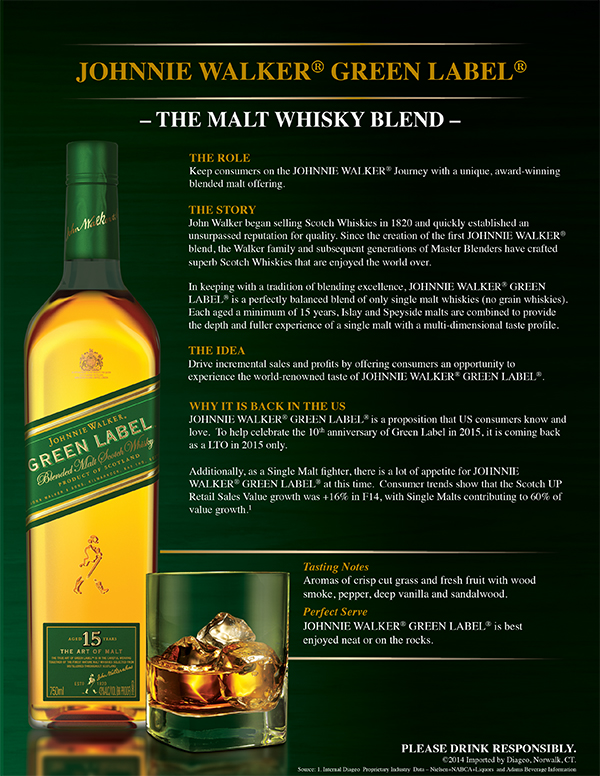 JOHNNIE WALKER® GREEN LABEL®
– THE MALT WHISKY BLEND –
THE ROLE
Keep consumers on the JOHNNIE WALKER® Journey with a unique, award-winning
blended malt offering.
THE STORY
John Walker began selling Scotch Whiskies in 1820 and quickly established an
unsurpassed reputation for quality. Since the creation of the first JOHNNIE WALKER®
blend, the Walker family and subsequent generations of Master Blenders have crafted
superb Scotch Whiskies that are enjoyed the world over.
In keeping with a tradition of blending excellence, JOHNNIE WALKER® GREEN
LABEL® is a perfectly balanced blend of only single malt whiskies (no grain whiskies).
Each aged a minimum of 15 years, Islay and Speyside malts are combined to provide
the depth and fuller experience of a single malt with a multi-dimensional taste profile.
THE IDEA
Drive incremental sales and profits by offering consumers an opportunity to
experience the world-renowned taste of JOHNNIE WALKER® GREEN LABEL®.
WHY IT IS BACK IN THE US
JOHNNIE WALKER® GREEN LABEL® is a proposition that US consumers know and
love. To help celebrate the 10th anniversary of Green Label in 2015, it is coming back
as a LTO in 2015 only.
Additionally, as a Single Malt fighter, there is a lot of appetite for JOHNNIE
WALKER® GREEN LABEL® at this time. Consumer trends show that the Scotch UP
Retail Sales Value growth was +16% in F14, with Single Malts contributing to 60% of
value growth.1
Tasting Notes
Aromas of crisp cut grass and fresh fruit with wood
smoke, pepper, deep vanilla and sandalwood.
Perfect Serve
JOHNNIE WALKER® GREEN LABEL® is best
enjoyed neat or on the rocks.
John Walker
JOHNNIE WALKER.
GREEN LABEL
Blended Malt Scotch Whisky
PRODUCT OF SCOTLAND
AGED 15 YEARS
THE ART OF MALT
ESTD 1820
750ml
PLEASE DRINK RESPONSIBLY.
©2014 Imported by Diageo, Norwalk, CT.
Source: 1. Internal Diageo Proprietary Industry Data – Nielsen+NABCA+Liquors and Adams Beverage Information